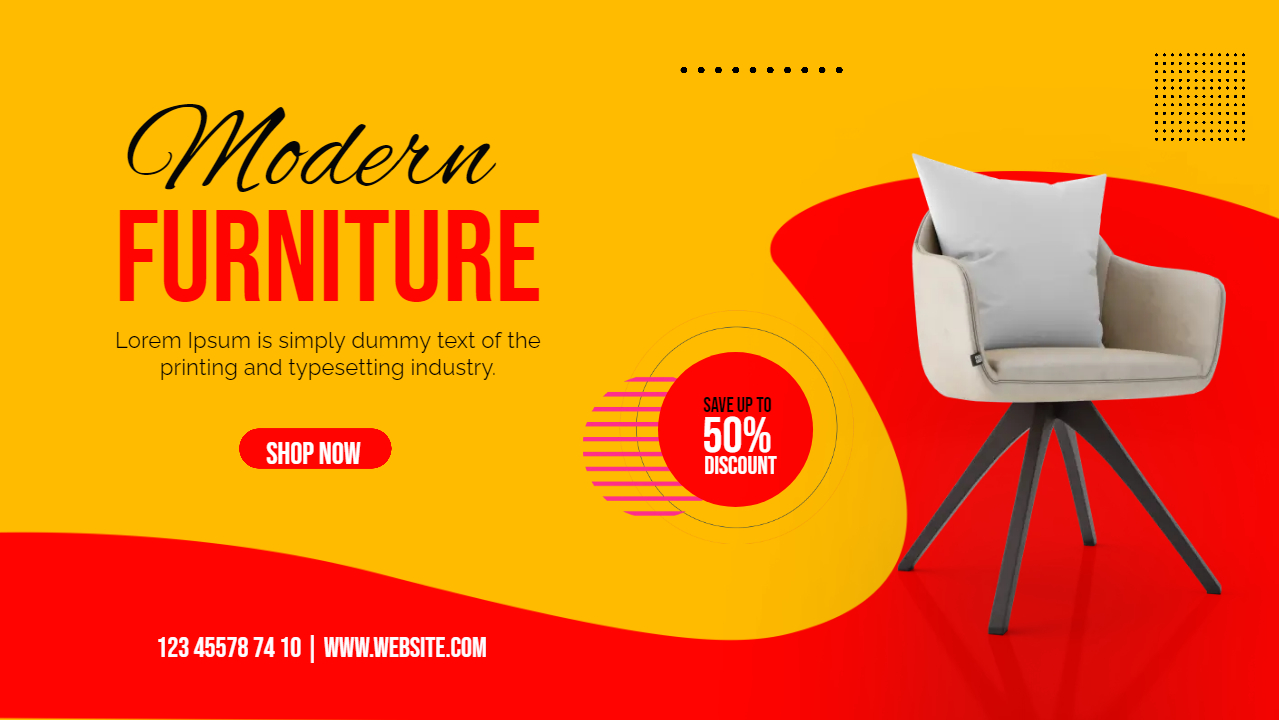 Modern
FURNITURE
Lorem Ipsum is simply dummy text of the
printing and typesetting industry.
SHOP NOW
SAVE UP TO
50%
DISCOUNT
123 45578 74 10 | WWW.WEBSITE.COM